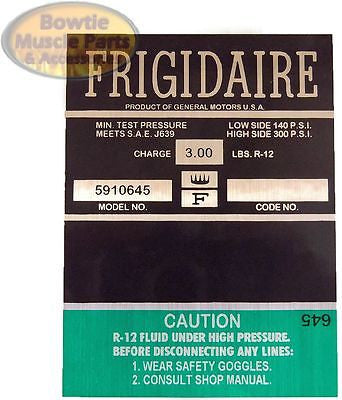 Bowtie
Muscle Parts
& Accessories
FRIGIDAIRE
PRODUCT OF GENERAL MOTORS U.S.A.
MIN. TEST PRESSURE LOW SIDE 140 P.S.I.
MEETS S.A.E. J639 HIGH SIDE 300 P.S.I.
CHARGE 3.00 LBS. R-12
5910645
MODEL NO. F CODE NO.
CAUTION
645
R-12 FLUID UNDER HIGH PRESSURE.
BEFORE DISCONNECTING ANY LINES:
1. WEAR SAFETY GOGGLES.
2. CONSULT SHOP MANUAL.